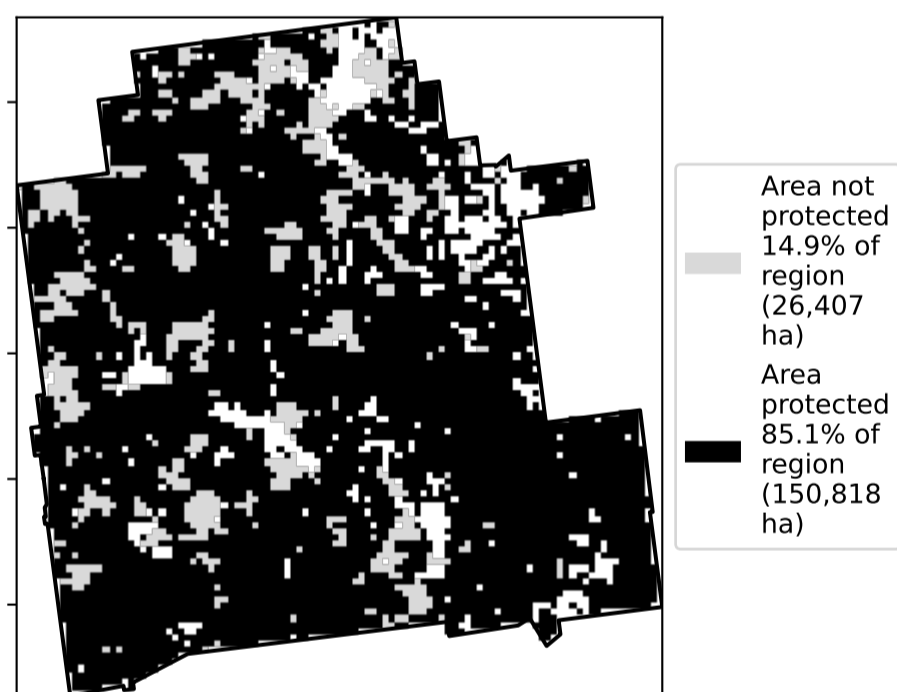 Area not
protected
14.9% of
region
(26,407
ha)
Area
protected
85.1% of
region
(150,818
ha)